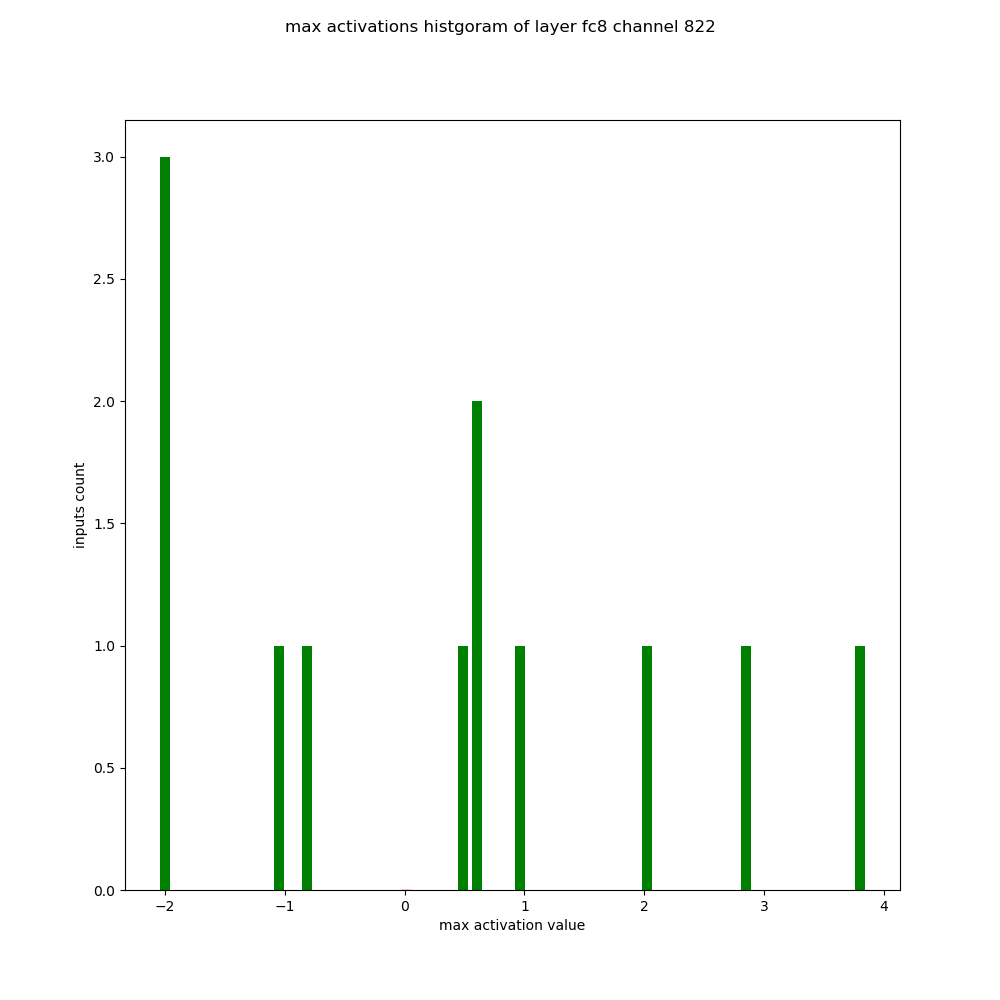 max activations histgoram of layer fc8 channel 822
3.0
2.5
2.0
1.5
1.0
0.5
0.0
inputs count
−2 −1 0 1 2 3 4
max activation value